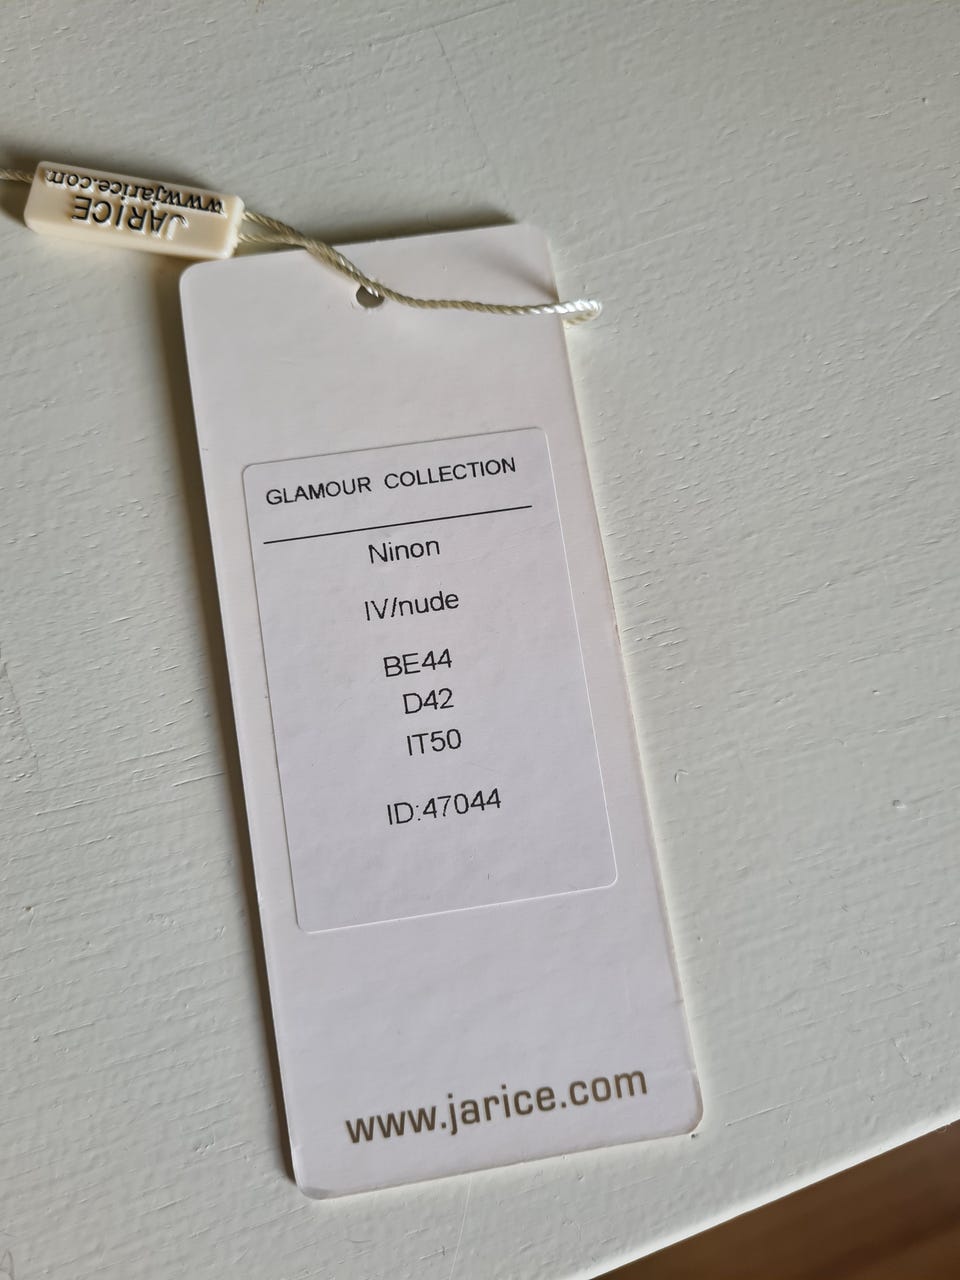 www.jarice.com
JARICE
GLAMOUR COLLECTION
Ninon
IV/nude
BE44
D42
IT50
ID:47044
www.jarice.com